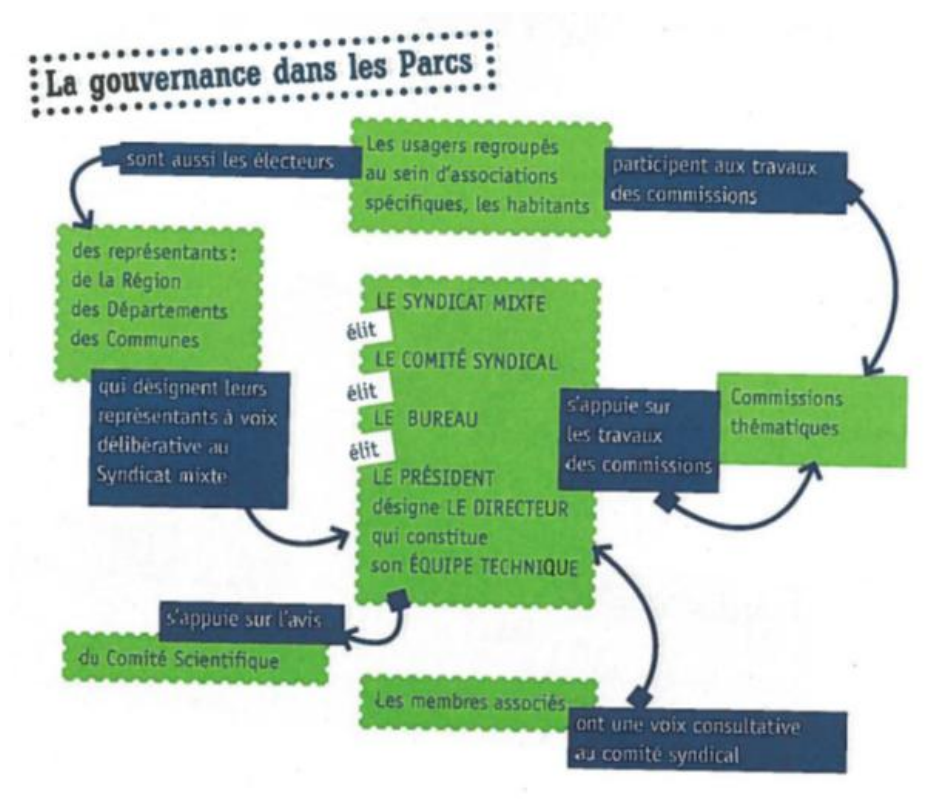 La gouvernance dans les Parcs
sont aussi les électeurs
Les usagers regroupés
au sein d'associations
spécifiques, les habitants
participent aux travaux
des commissions
des représentants :
de la Région
des Départements
des Communes
qui désignent leurs
représentants à voix
délibérative au
Syndicat mixte
LE SYNDICAT MIXTE
élit
LE COMITÉ SYNDICAL
élit
LE BUREAU
élit
LE PRÉSIDENT
désigne LE DIRECTEUR
qui constitue
son ÉQUIPE TECHNIQUE
s'appuie sur
les travaux
des commissions
Commissions
thématiques
s'appuie sur l'avis
du Comité Scientifique
Les membres associés
ont une voix consultative
au comité syndical